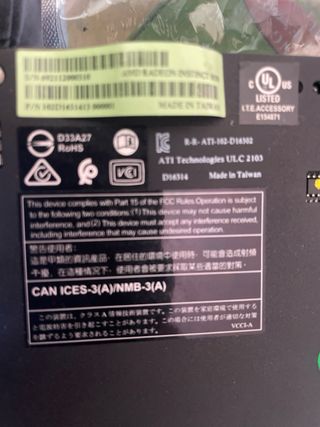 AMD RADEON INSTINCT
MADE IN TAIWAN
C UL US
LISTED
I.T.E. ACCESSORY
E154871
D33A27
RoHS
R-R- ATI-102-D16302
ATI Technologies ULC 2103
D16314 Made in Taiwan
VCI
This device complies with Part 15 of the FCC Rules.Operation is
subject to the following two conditions:(1) This device may not cause harmful
interference, and(2) This device must accept any interference received,
including interference that may cause undesired operation.
警告使用者:
這是甲類的資訊產品，在居住的環境中使用時，可能會造成射頻
干擾，在這種情況下，使用者會被要求採取某些適當的對策。
CAN ICES-3(A)/NMB-3(A)
この装置は、クラスA情報技術装置です。この装置を家庭環境で使用する
と電波妨害を引き起こすことがあります。この場合には使用者が適切な対策
を講ずるよう要求されることがあります。
VCCI-A